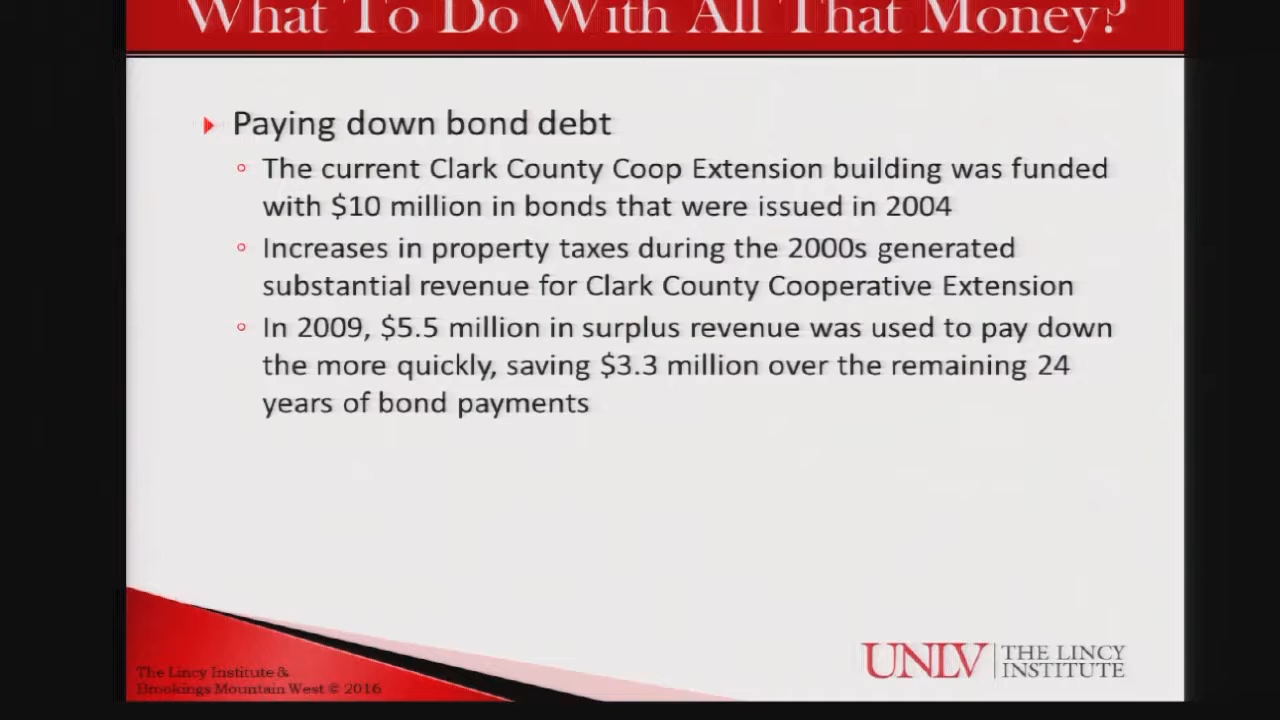 What To Do With All That Money?
Paying down bond debt
The current Clark County Coop Extension building was funded
with $10 million in bonds that were issued in 2004
Increases in property taxes during the 2000s generated
substantial revenue for Clark County Cooperative Extension
In 2009, $5.5 million in surplus revenue was used to pay down
the more quickly, saving $3.3 million over the remaining 24
years of bond payments
The Lincy Institute &
Brookings Mountain West © 2016
UNLV THE LINCY
INSTITUTE